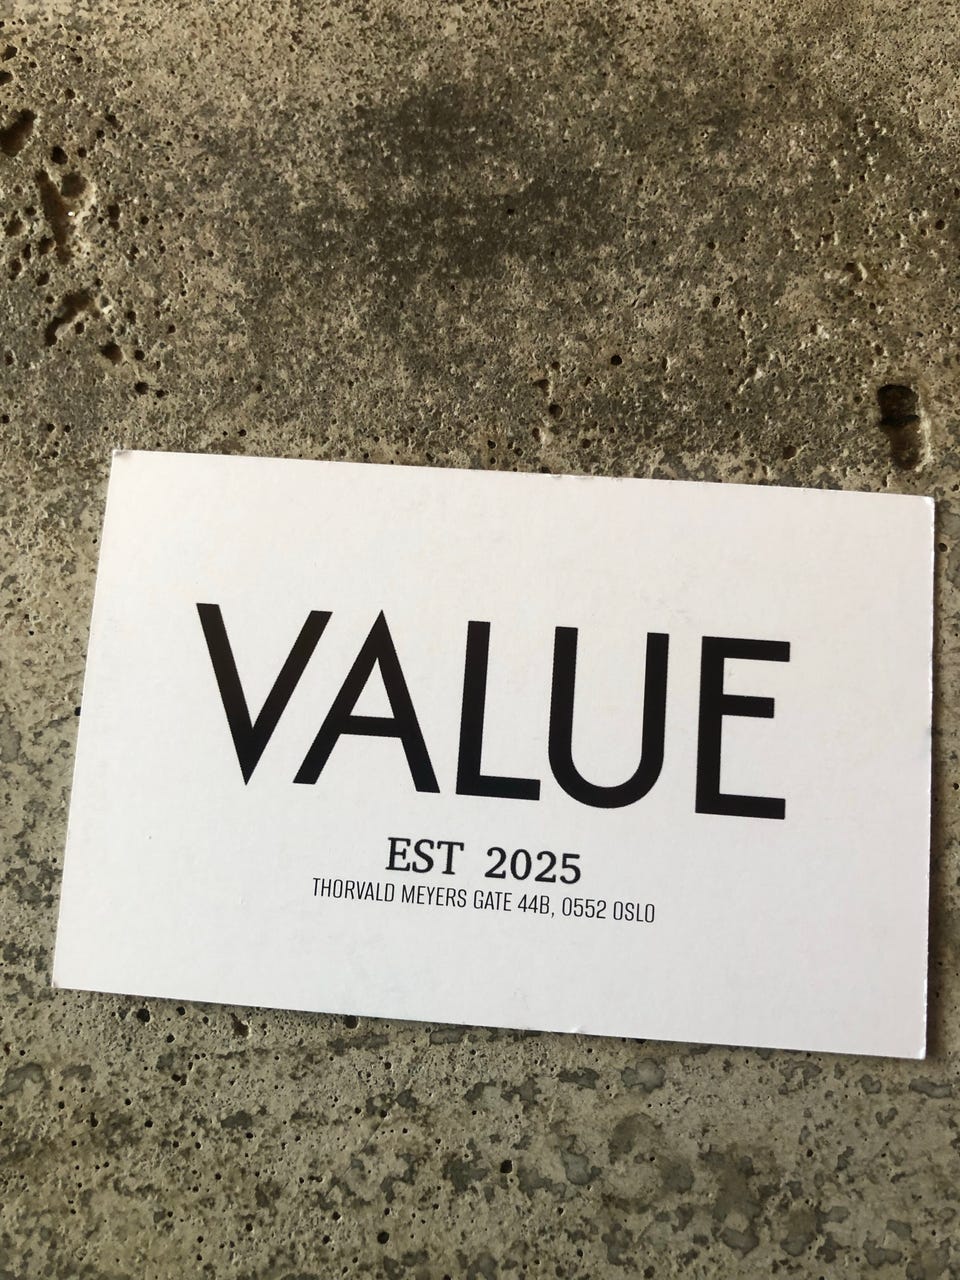 VALUE
EST 2025
THORVALD MEYERS GATE 44B, 0552 OSLO